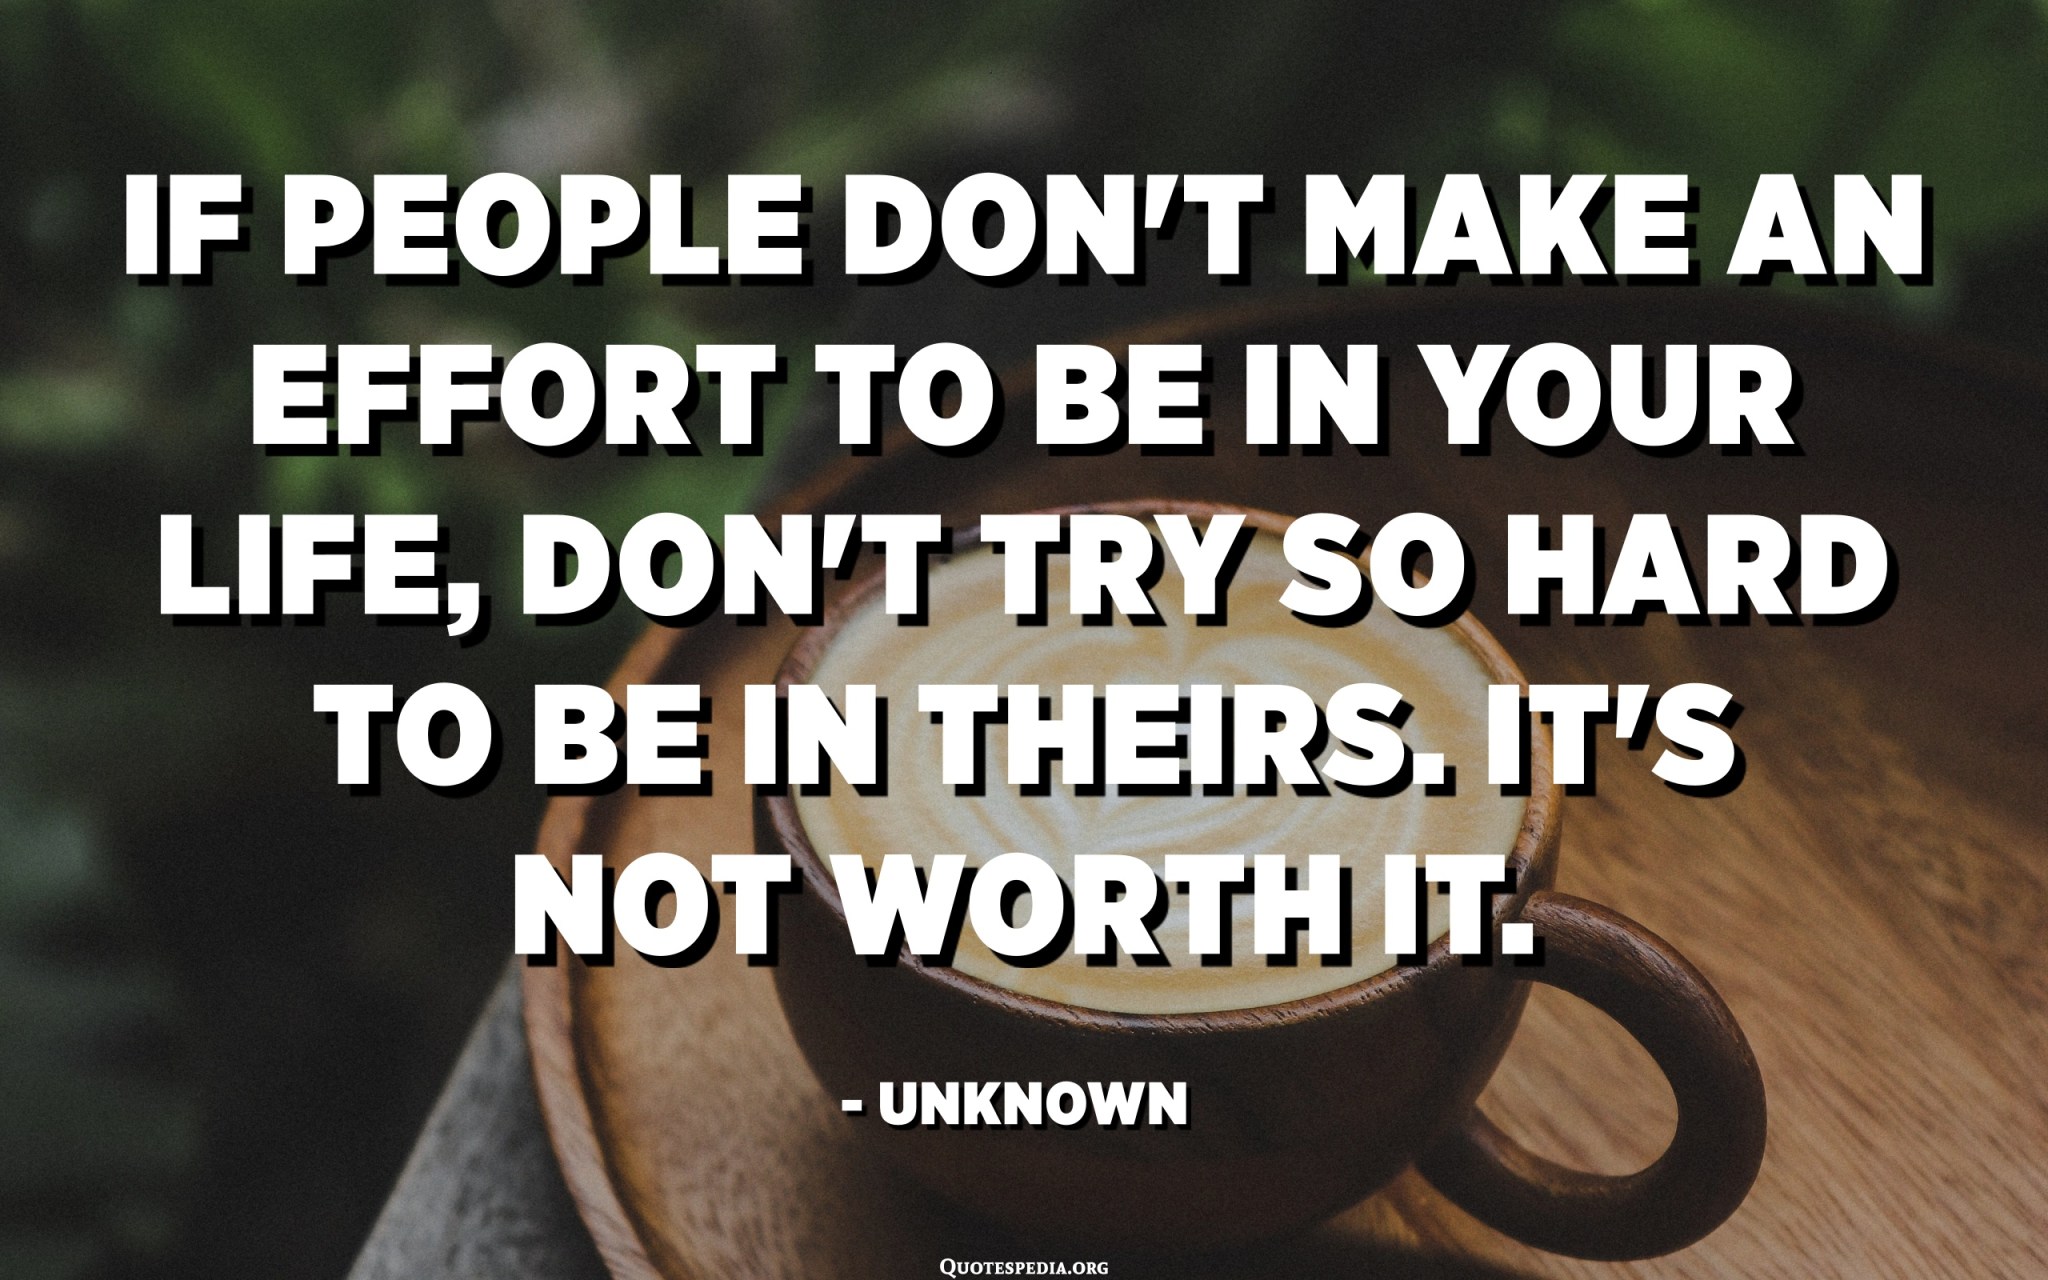 IF PEOPLE DON'T MAKE AN
EFFORT TO BE IN YOUR
LIFE, DON'T TRY SO HARD
TO BE IN THEIRS. IT'S
NOT WORTH IT.
- UNKNOWN
QUOTESPEDIA.ORG